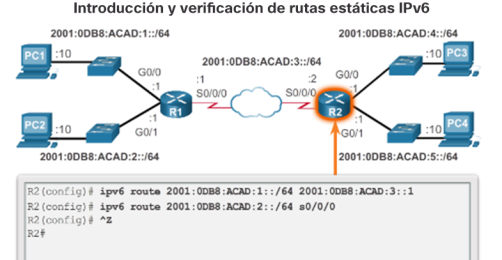 Introducción y verificación de rutas estáticas IPv6
2001:0DB8:ACAD:1::/64
2001:0DB8:ACAD:4::/64
PC1
:10
G0/0
:1
2001:0DB8:ACAD:3::/64
:1
S0/0/0
:2
S0/0/0
G0/0
:1
:10
PC3
R1
R2
PC2
:10
:1
G0/1
:1
G0/1
:10
PC4
2001:0DB8:ACAD:2::/64
2001:0DB8:ACAD:5::/64
R2(config)# ipv6 route 2001:0DB8:ACAD:1::/64 2001:0DB8:ACAD:3::1
R2(config)# ipv6 route 2001:0DB8:ACAD:2::/64 s0/0/0
R2(config)# ^Z
R2#